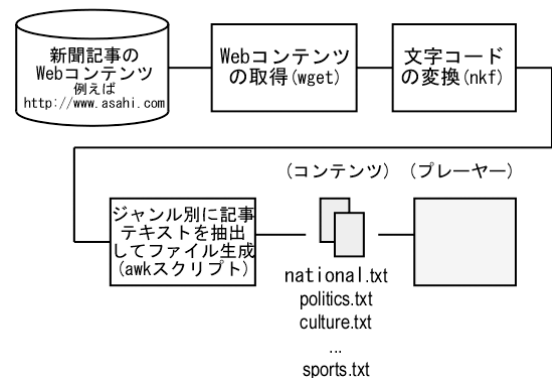 新聞記事の
Webコンテンツ
例えば
http://www.asahi.com
Webコンテンツ
の取得(wget)
文字コード
の変換(nkf)
(コンテンツ)
(プレーヤー)
ジャンル別に記事
テキストを抽出
してファイル生成
(awkスクリプト)
national.txt
politics.txt
culture.txt
...
sports.txt